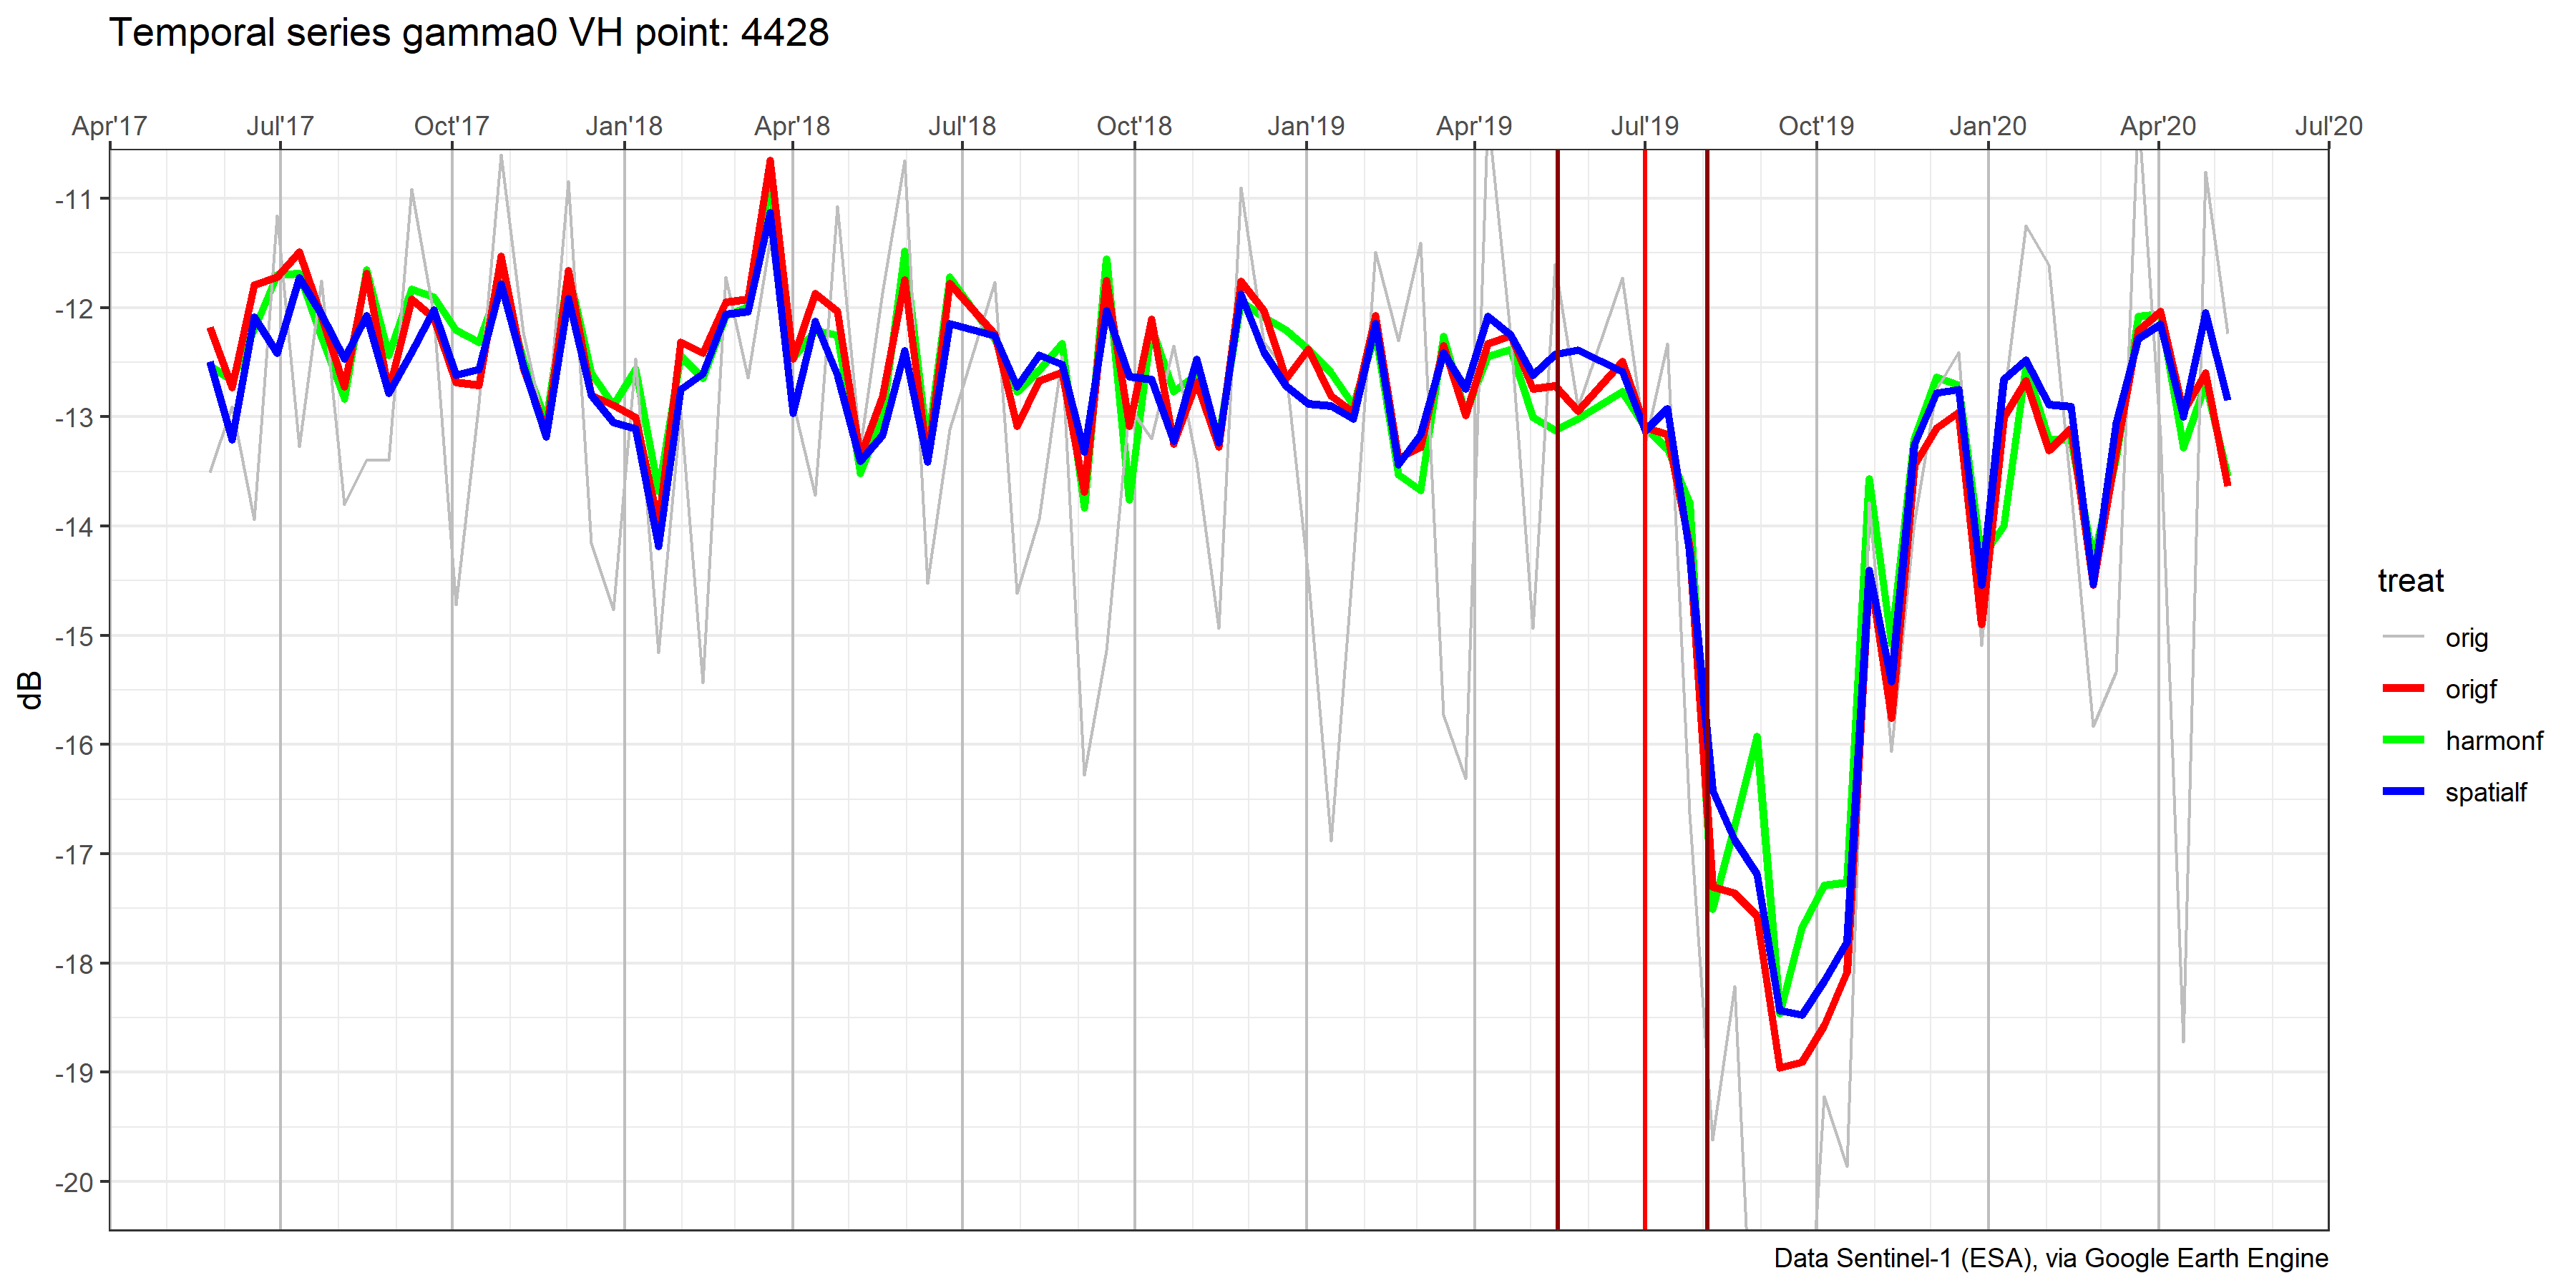 Temporal series gamma0 VH point: 4428
Apr'17 Jul'17 Oct'17 Jan'18 Apr'18 Jul'18 Oct'18 Jan'19 Apr'19 Jul'19 Oct'19 Jan'20 Apr'20 Jul'20
-11
-12
-13
-14
-15
-16
-17
-18
-19
-20
dB
treat
orig
origf
harmonf
spatialf
Data Sentinel-1 (ESA), via Google Earth Engine